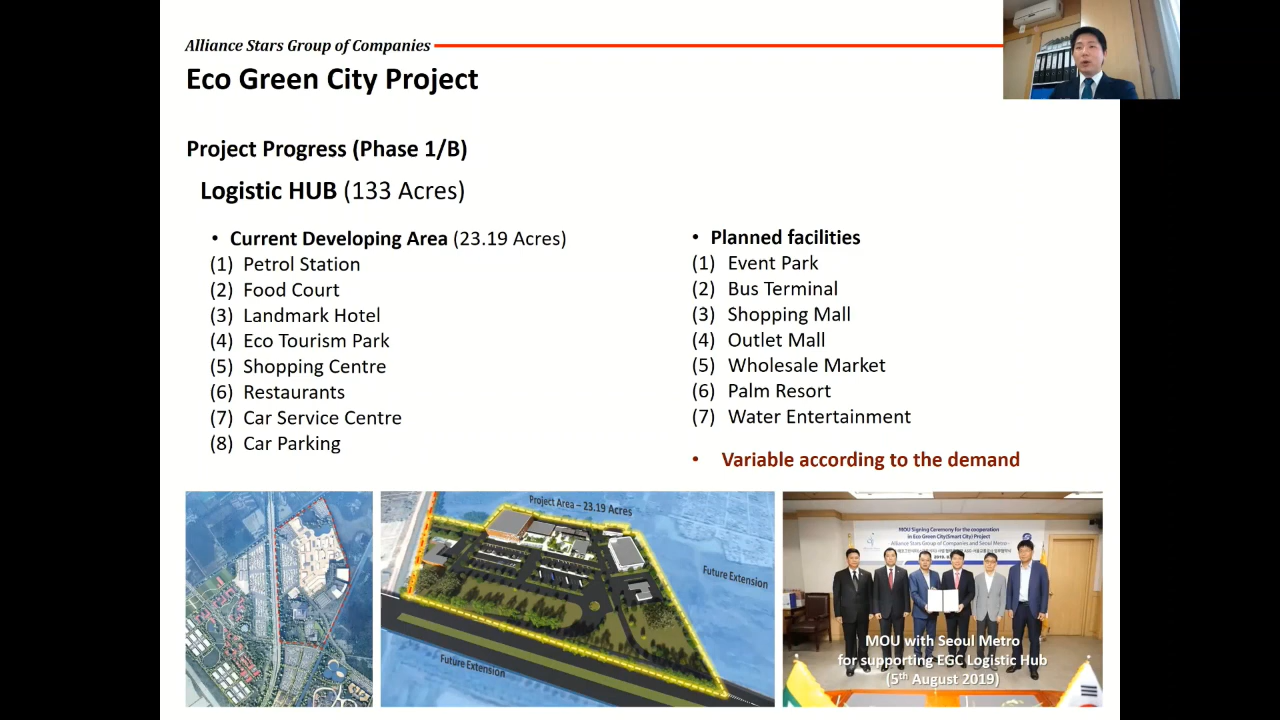 Alliance Stars Group of Companies
Eco Green City Project
Project Progress (Phase 1/B)
Logistic HUB (133 Acres)
• Current Developing Area (23.19 Acres)
(1) Petrol Station
(2) Food Court
(3) Landmark Hotel
(4) Eco Tourism Park
(5) Shopping Centre
(6) Restaurants
(7) Car Service Centre
(8) Car Parking
• Planned facilities
(1) Event Park
(2) Bus Terminal
(3) Shopping Mall
(4) Outlet Mall
(5) Wholesale Market
(6) Palm Resort
(7) Water Entertainment
• Variable according to the demand
Project Area – 23.19 Acres
Future Extension
Future Extension
MOU Signing Ceremony for the cooperation
in Eco Green City(Smart City) Project
Alliance Stars Group of Companies and Seoul Metro
MOU with Seoul Metro
for supporting EGC Logistic Hub
(5th August 2019)